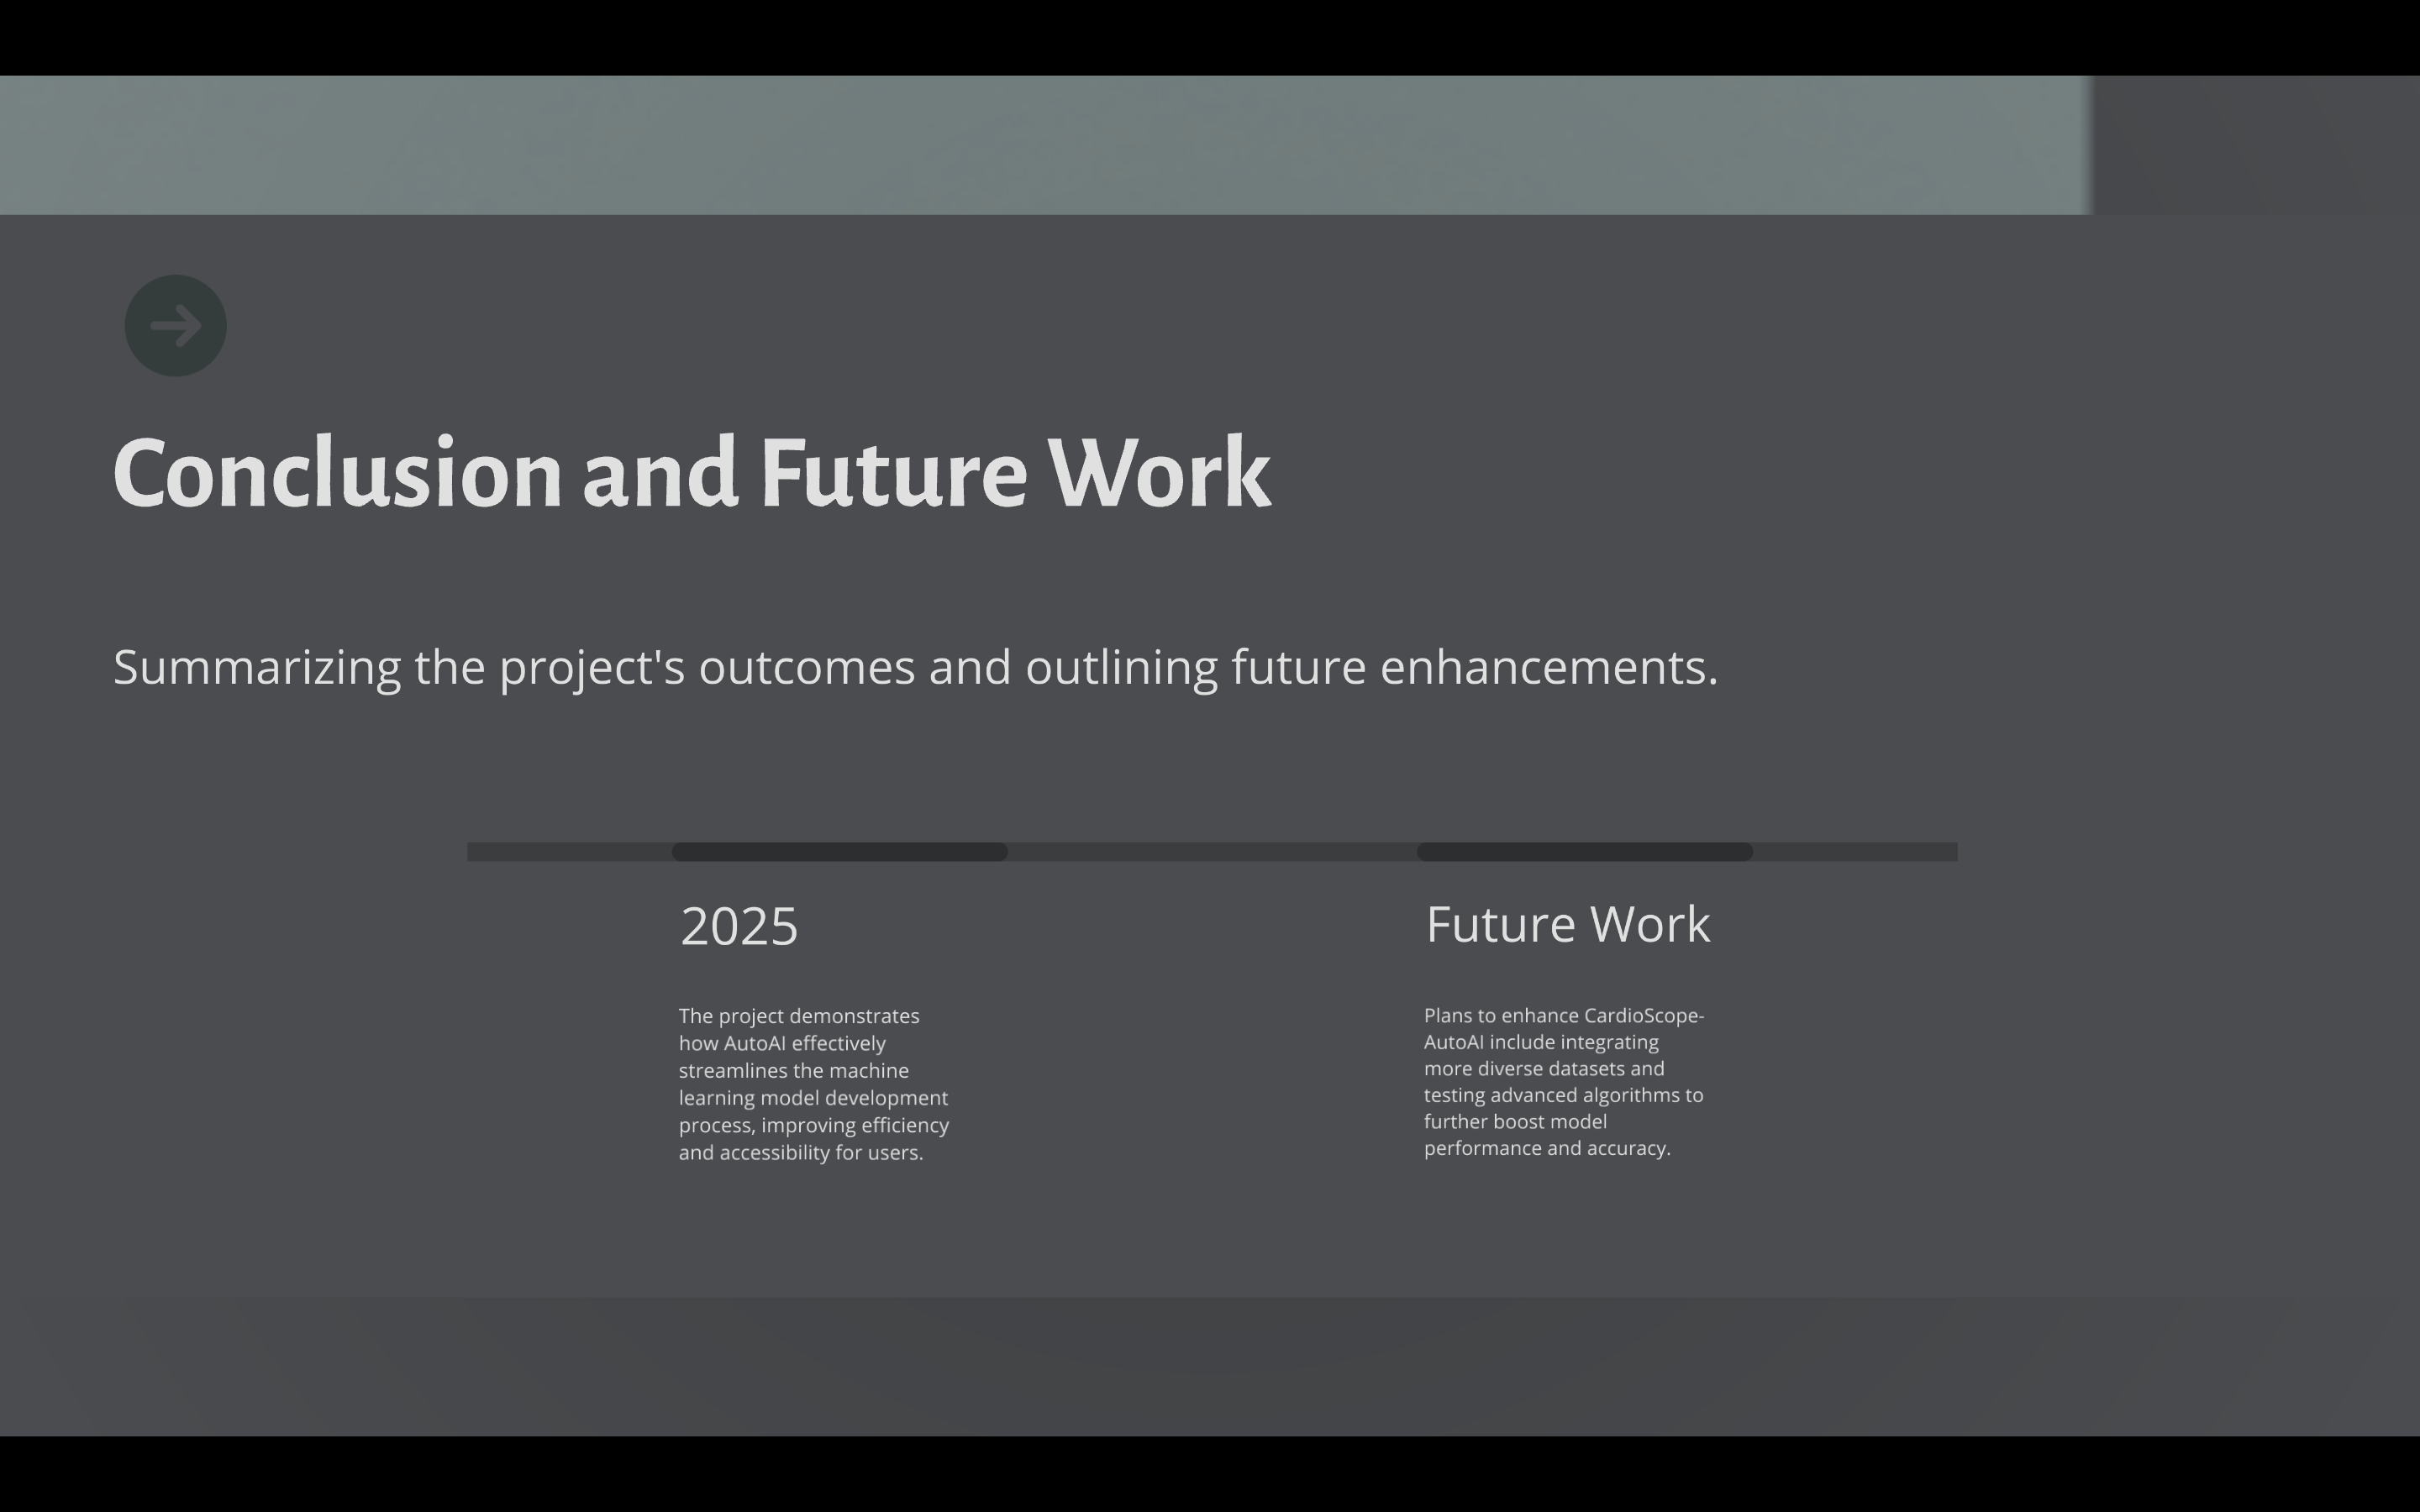 Conclusion and Future Work
Summarizing the project's outcomes and outlining future enhancements.
2025
The project demonstrates
how AutoAI effectively
streamlines the machine
learning model development
process, improving efficiency
and accessibility for users.
Future Work
Plans to enhance CardioScope-
AutoAI include integrating
more diverse datasets and
testing advanced algorithms to
further boost model
performance and accuracy.